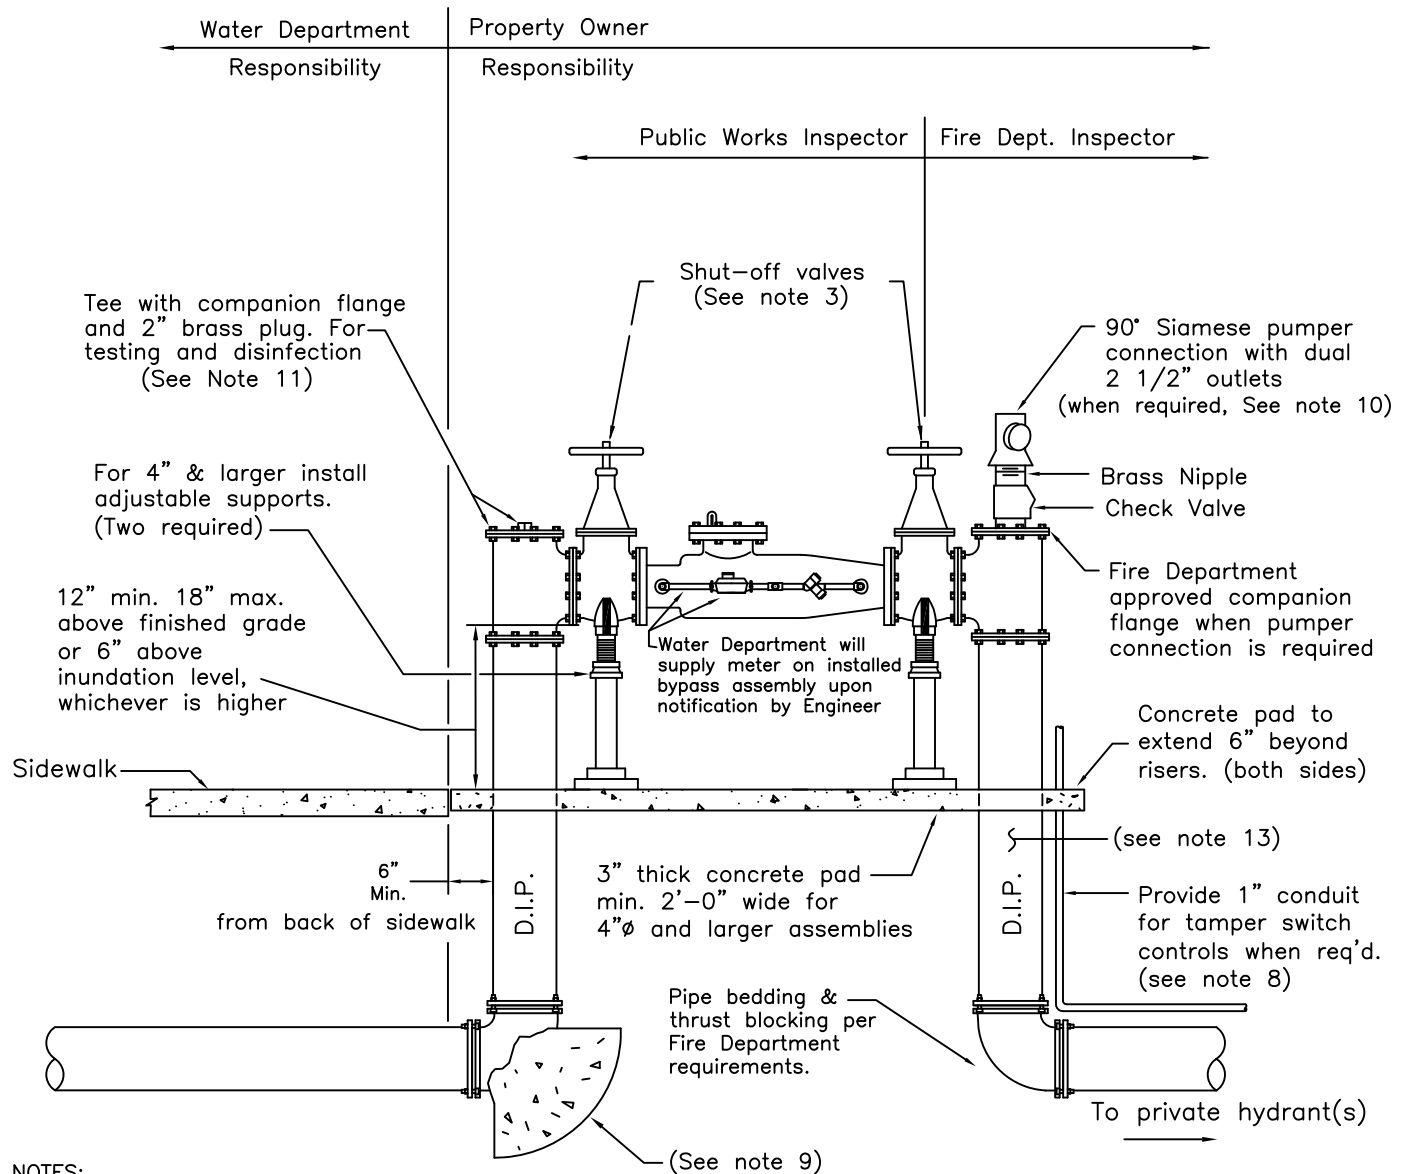 Water Department
Responsibility
Property Owner
Responsibility
Public Works Inspector
Fire Dept. Inspector
Shut-off valves
(See note 3)
Tee with companion flange
and 2" brass plug. For
testing and disinfection
(See Note 11)
90° Siamese pumper
connection with dual
2 1/2" outlets
(when required, See note 10)
For 4" & larger install
adjustable supports.
(Two required)
Brass Nipple
Check Valve
12" min. 18" max.
above finished grade
or 6" above
inundation level,
whichever is higher
Fire Department
approved companion
flange when pumper
connection is required
Water Department will
supply meter on installed
bypass assembly upon
notification by Engineer
Concrete pad to
extend 6" beyond
risers. (both sides)
Sidewalk
(see note 13)
6"
Min.
from back of sidewalk
D.I.P.
3" thick concrete pad
min. 2'-0" wide for
4"ø and larger assemblies
D.I.P.
Provide 1" conduit
for tamper switch
controls when req'd.
(see note 8)
Pipe bedding &
thrust blocking per
Fire Department
requirements.
To private hydrant(s)
(See note 9)
NOTES: